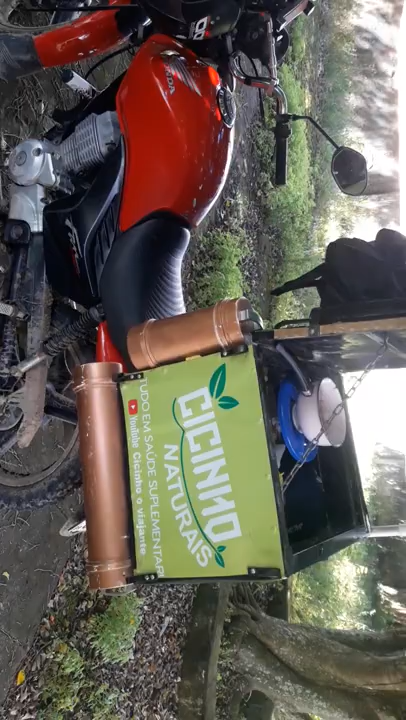 HONDA
CICINHO
NATURAIS
TUDO EM SAÚDE SUPLEMENTAR
YouTube Cicinho o viajante